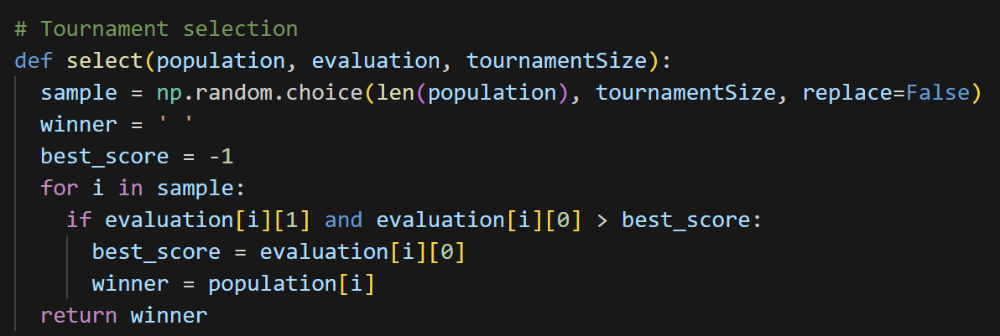 # Tournament selection
def select(population, evaluation, tournamentSize):
  sample = np.random.choice(len(population), tournamentSize, replace=False)
  winner = ' '
  best_score = -1
  for i in sample:
    if evaluation[i][1] and evaluation[i][0] > best_score:
      best_score = evaluation[i][0]
      winner = population[i]
  return winner